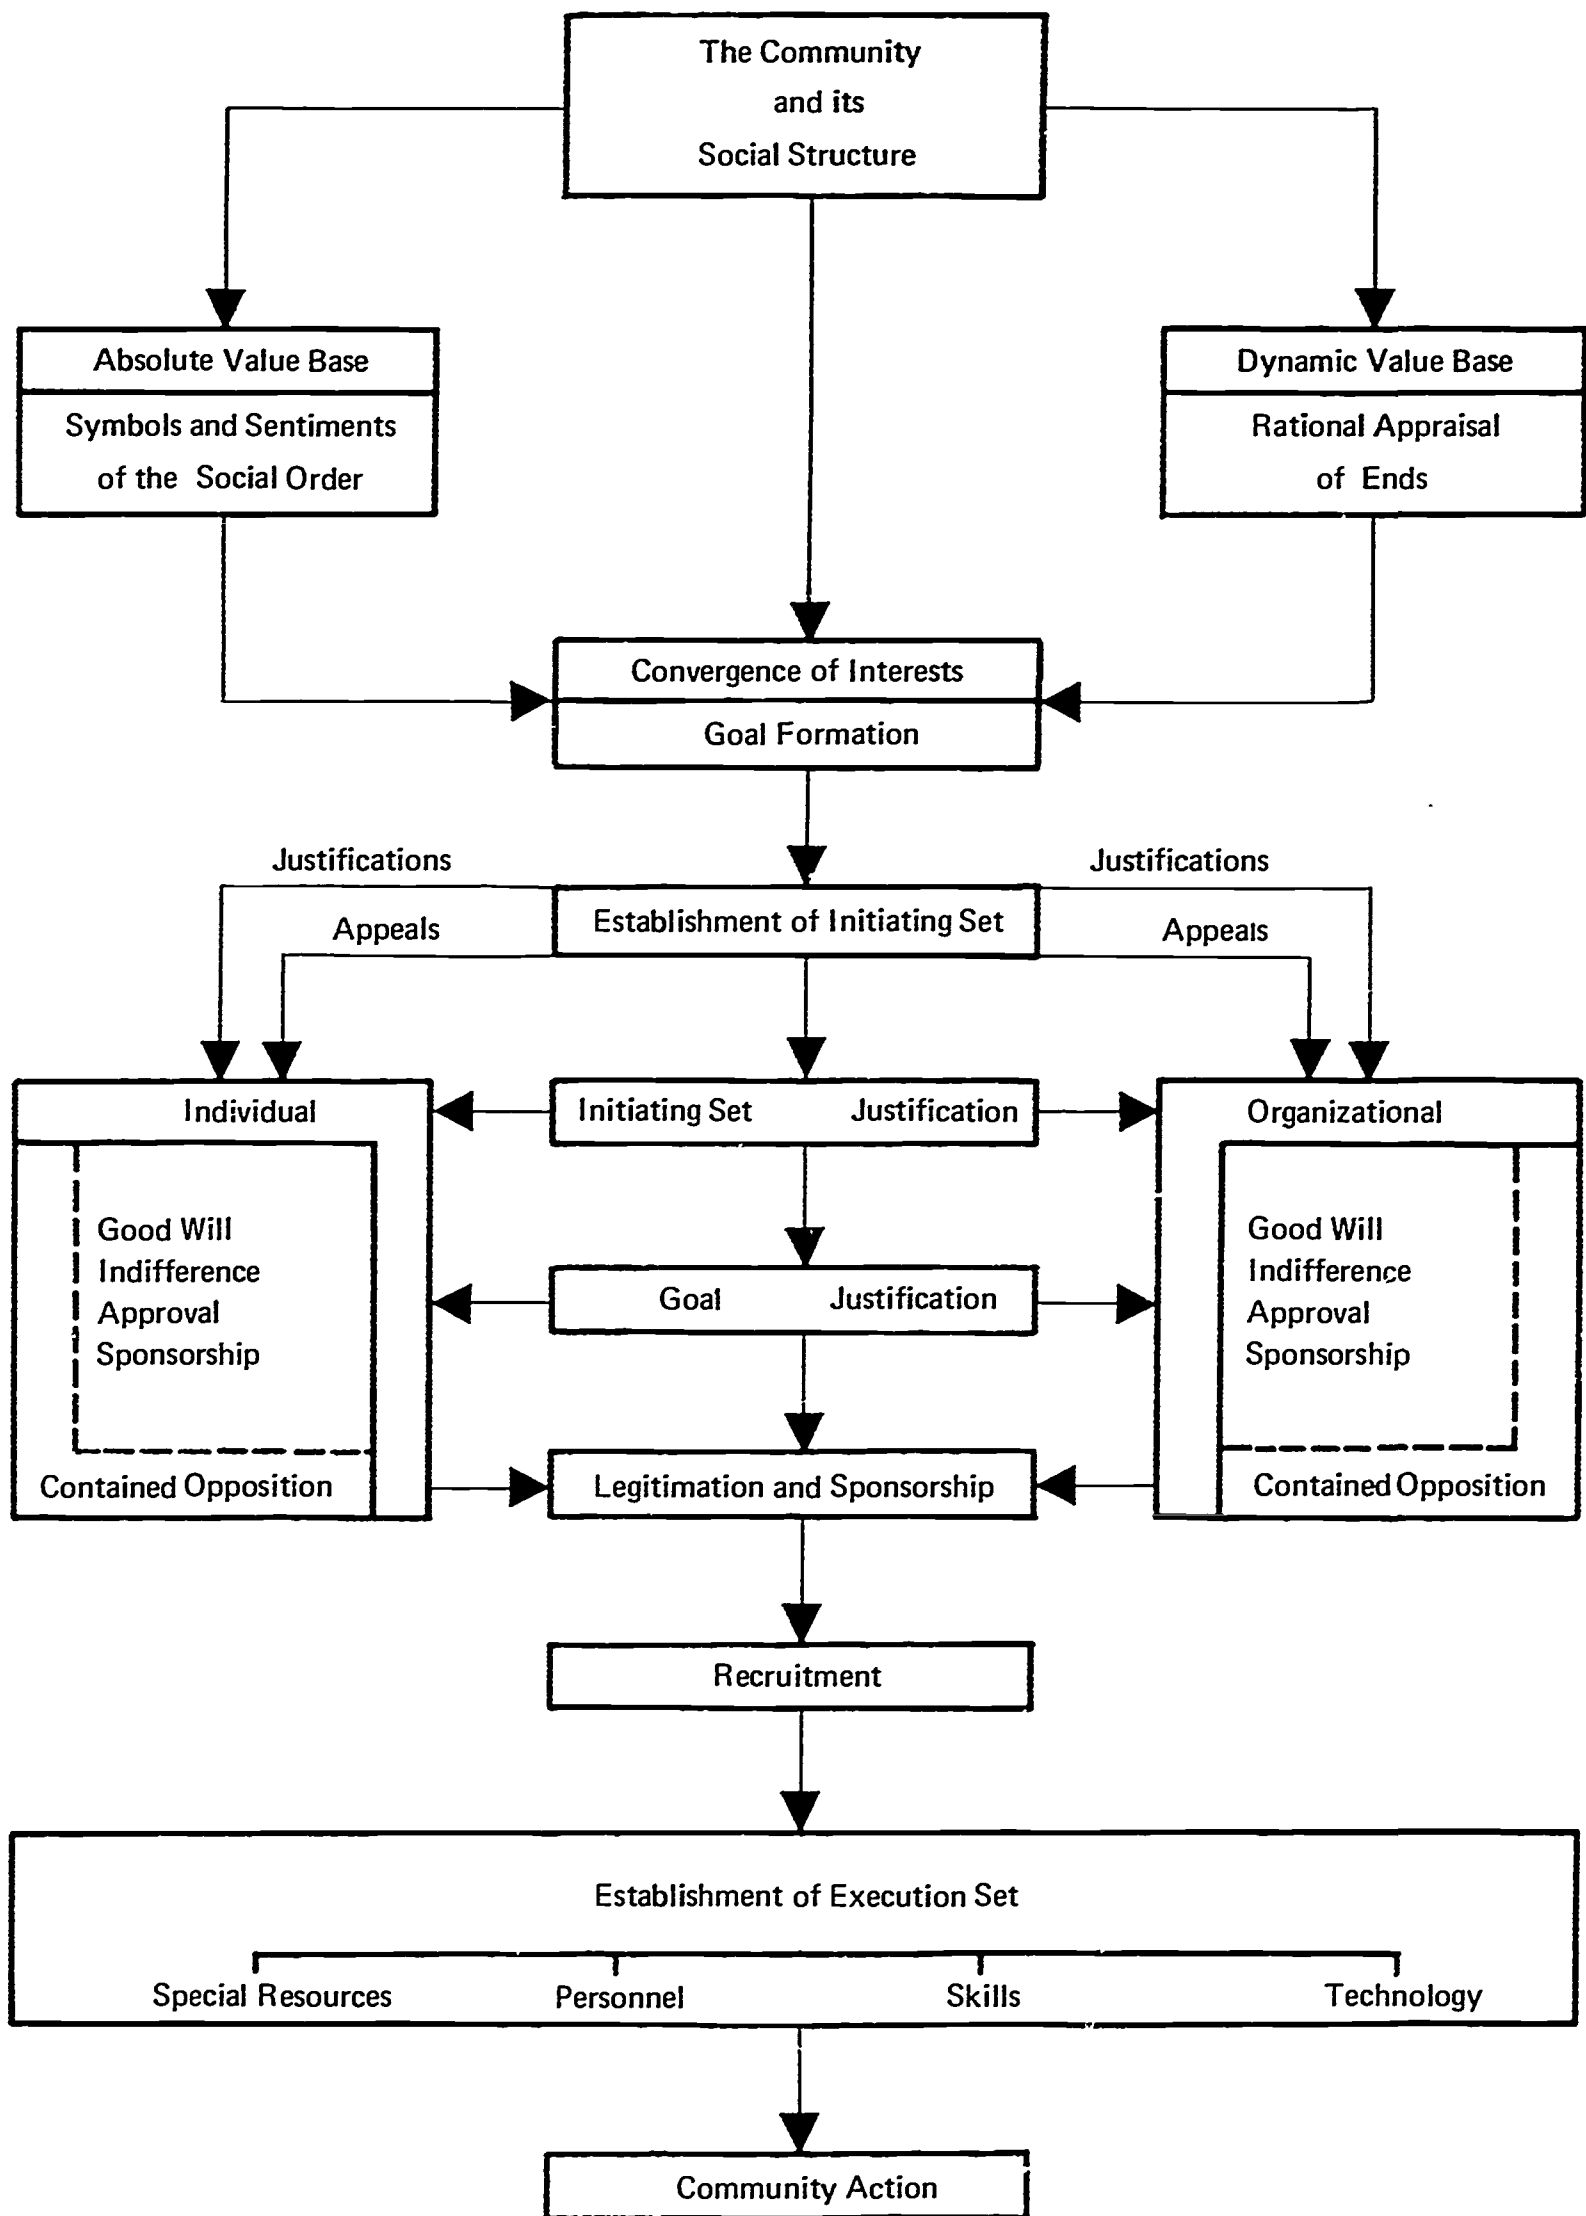 The Community
and its
Social Structure
Absolute Value Base
Symbols and Sentiments
of the Social Order
Dynamic Value Base
Rational Appraisal
of Ends
Convergence of Interests
Goal Formation
Justifications
Justifications
Establishment of Initiating Set
Appeals
Appeals
Individual
Initiating Set Justification
Organizational
Good Will
Indifference
Approval
Sponsorship
Goal Justification
Good Will
Indifference
Approval
Sponsorship
Contained Opposition
Legitimation and Sponsorship
Contained Opposition
Recruitment
Establishment of Execution Set
Special Resources Personnel Skills Technology
Community Action